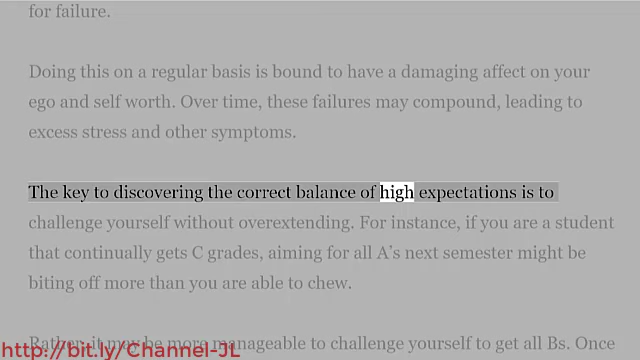 for failure.
Doing this on a regular basis is bound to have a damaging affect on your
ego and self worth. Over time, these failures may compound, leading to
excess stress and other symptoms.
The key to discovering the correct balance of high expectations is to
challenge yourself without overextending. For instance, if you are a student
that continually gets C grades, aiming for all A’s next semester might be
biting off more than you are able to chew.
Rather, it may be more manageable to challenge yourself to get all Bs. Once
http://bit.ly/Channel-JL